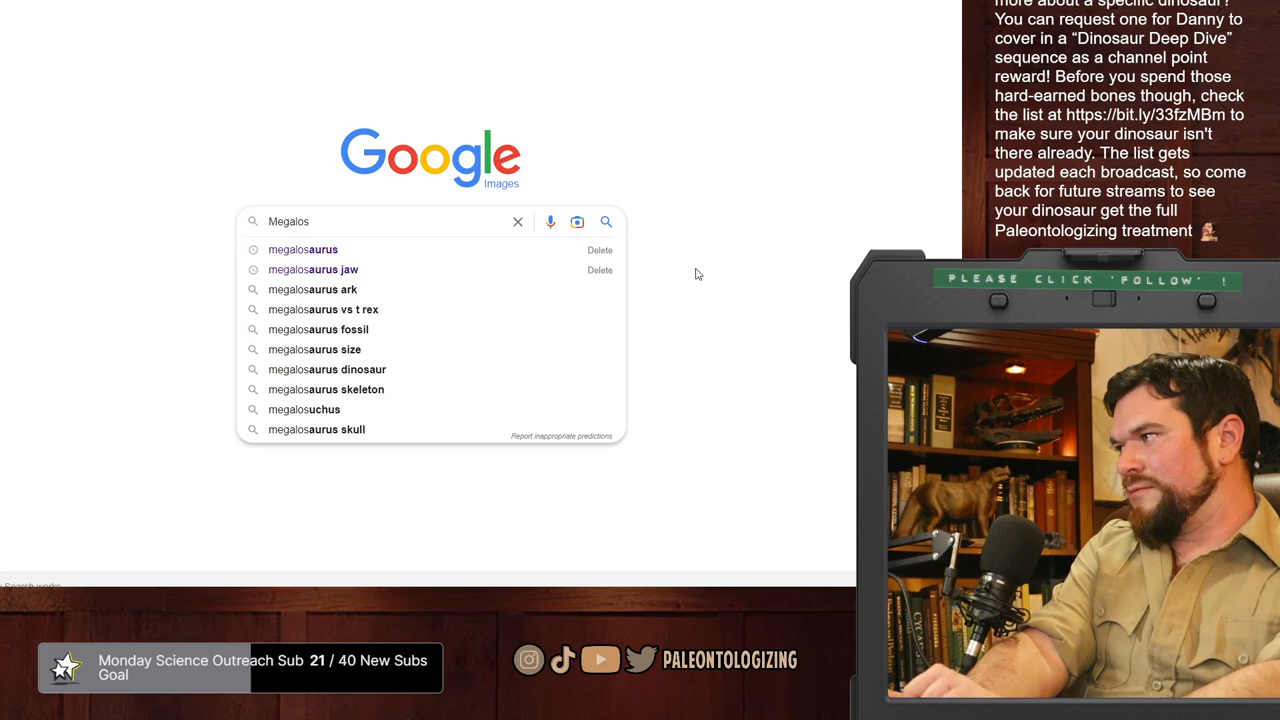 more about a specific dinosaur?
You can request one for Danny to
cover in a “Dinosaur Deep Dive”
sequence as a channel point
reward! Before you spend those
hard-earned bones though, check
the list at https://bit.ly/33fzMBm to
make sure your dinosaur isn't
there already. The list gets
updated each broadcast, so come
back for future streams to see
your dinosaur get the full
Paleontologizing treatment
Google
Images
Megalos
megalosaurus Delete
megalosaurus jaw Delete
megalosaurus ark
megalosaurus vs t rex
megalosaurus fossil
megalosaurus size
megalosaurus dinosaur
megalosaurus skeleton
megalosuchus
megalosaurus skull
Report inappropriate predictions
PLEASE CLICK 'FOLLOW' !
Monday Science Outreach Sub 21 / 40 New Subs
Goal
PALEONTOLOGIZING